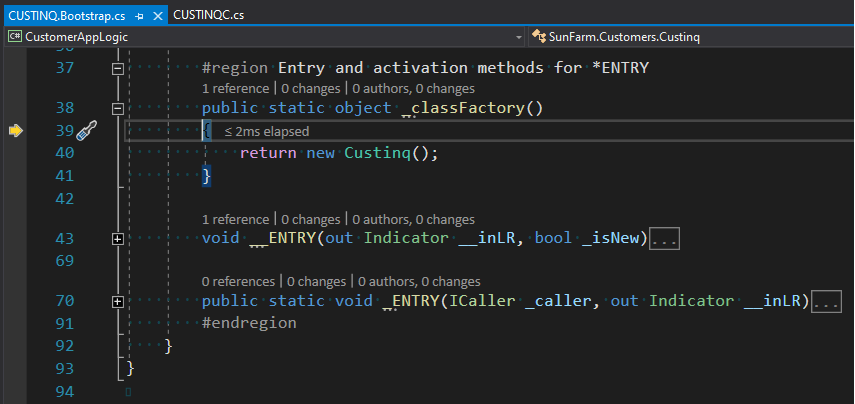 CUSTINQ.Bootstrap.cs CUSTINQC.cs
C# CustomerAppLogic SunFarm.Customers.Custinq
36
37 #region Entry and activation methods for *ENTRY
1 reference | 0 changes | 0 authors, 0 changes
38 public static object _classFactory()
39 { ≤ 2ms elapsed
40 return new Custinq();
41 }
42
1 reference | 0 changes | 0 authors, 0 changes
43 void __ENTRY(out Indicator __inLR, bool _isNew)...
69
0 references | 0 changes | 0 authors, 0 changes
70 public static void _ENTRY(ICaller _caller, out Indicator __inLR)...
91 #endregion
92 }
93 }
94